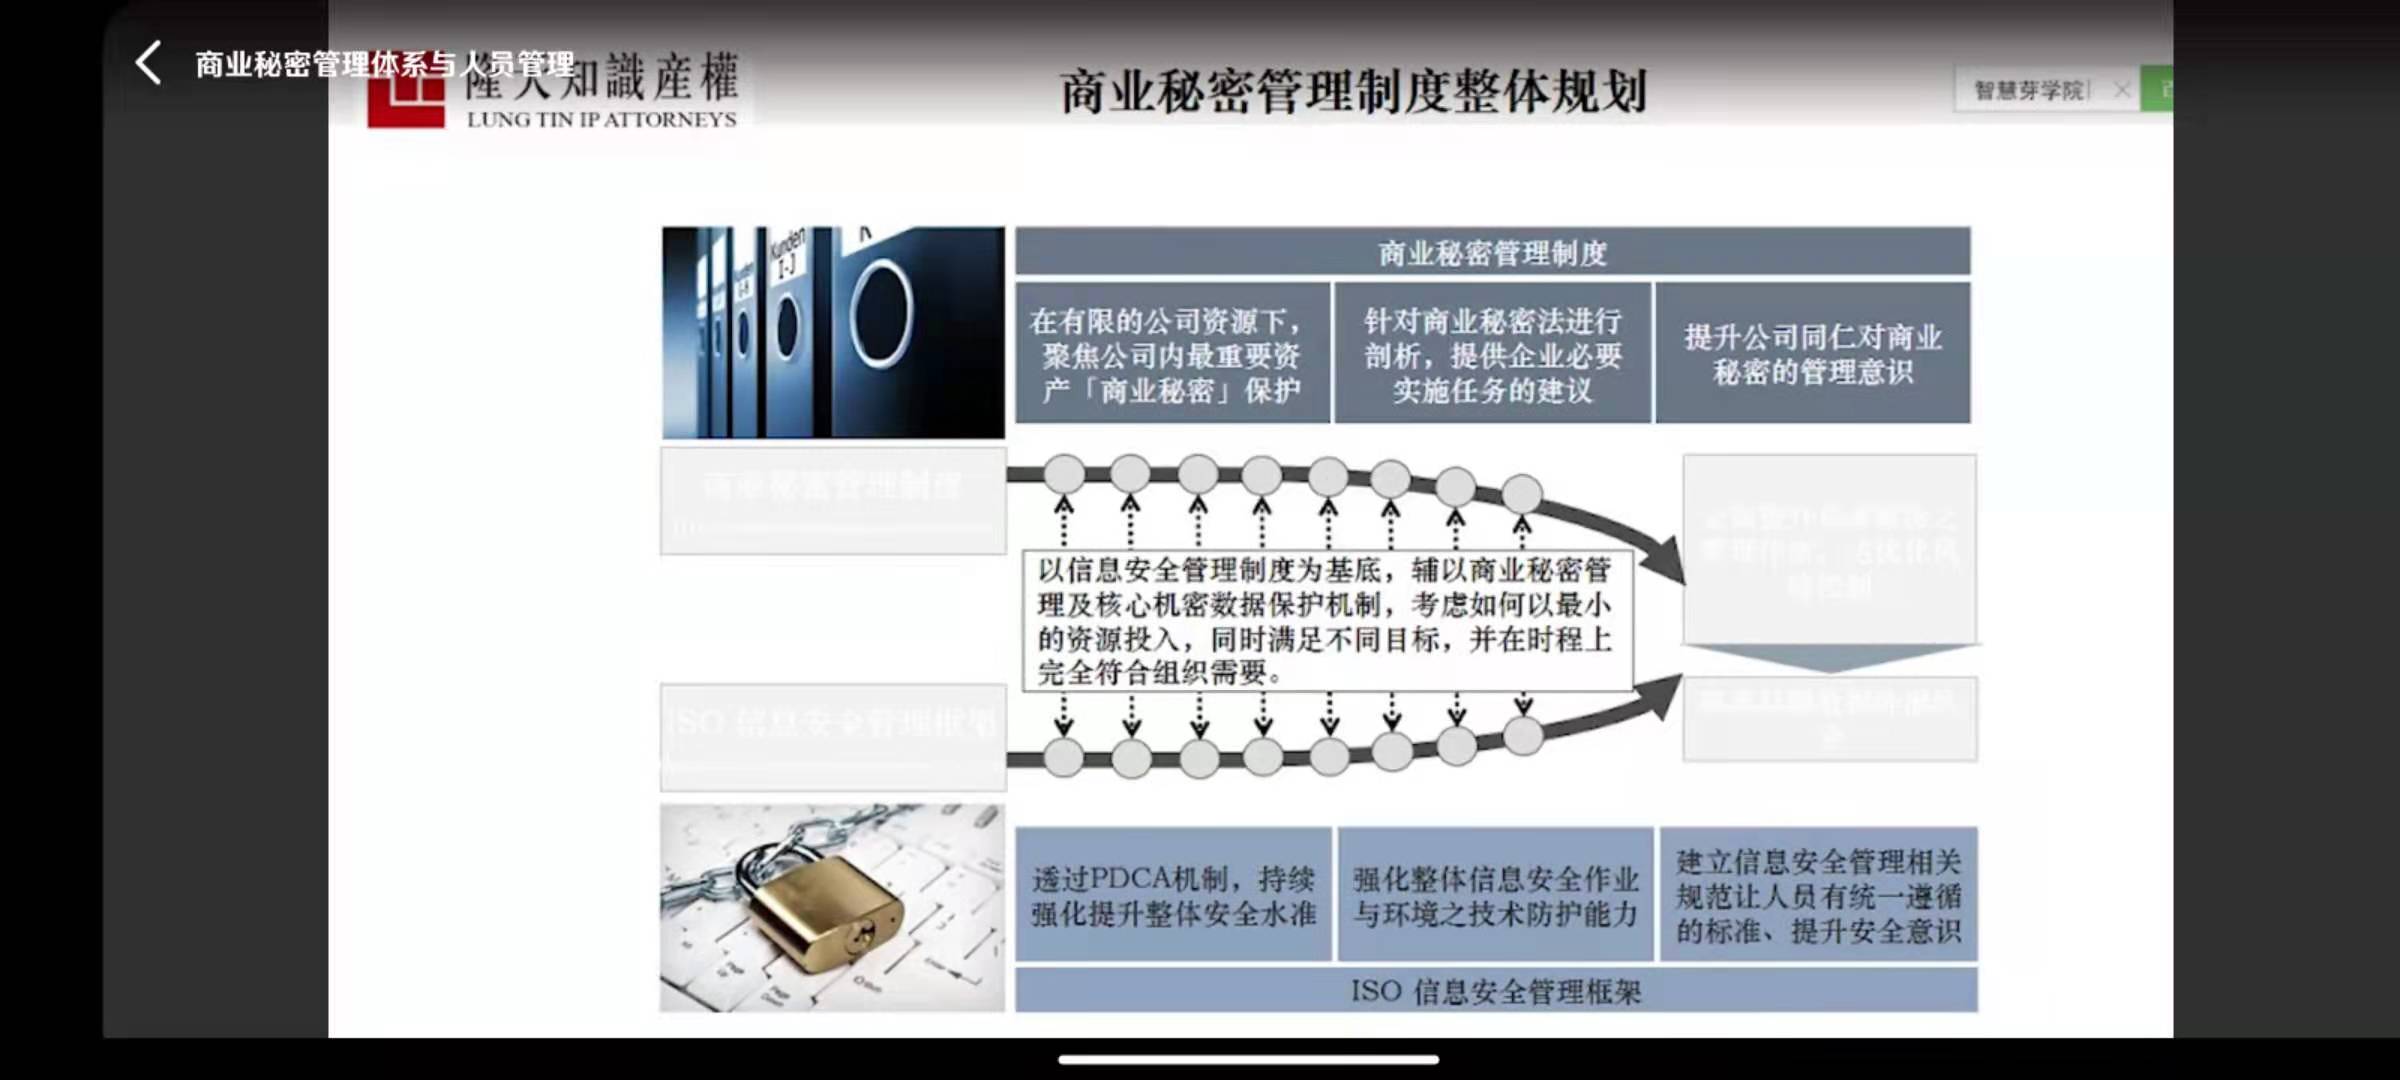 商业秘密管理体系与人员管理
隆天知識産權
LUNG TIN IP ATTORNEYS
商业秘密管理制度整体规划
智慧芽学院
Kunden
I-J
商业秘密管理制度
在有限的公司资源下，
聚焦公司内最重要资
产「商业秘密」保护
针对商业秘密法进行
剖析，提供企业必要
实施任务的建议
提升公司同仁对商业
秘密的管理意识
商业秘密管理制度
以信息安全管理制度为基底，辅以商业秘密管
理及核心机密数据保护机制，考虑如何以最小
的资源投入，同时满足不同目标，并在时程上
完全符合组织需要。
透过PDCA机制，持续
强化提升整体安全水准
强化整体信息安全作业
与环境之技术防护能力
建立信息安全管理相关
规范让人员有统一遵循
的标准、提升安全意识
ISO 信息安全管理框架